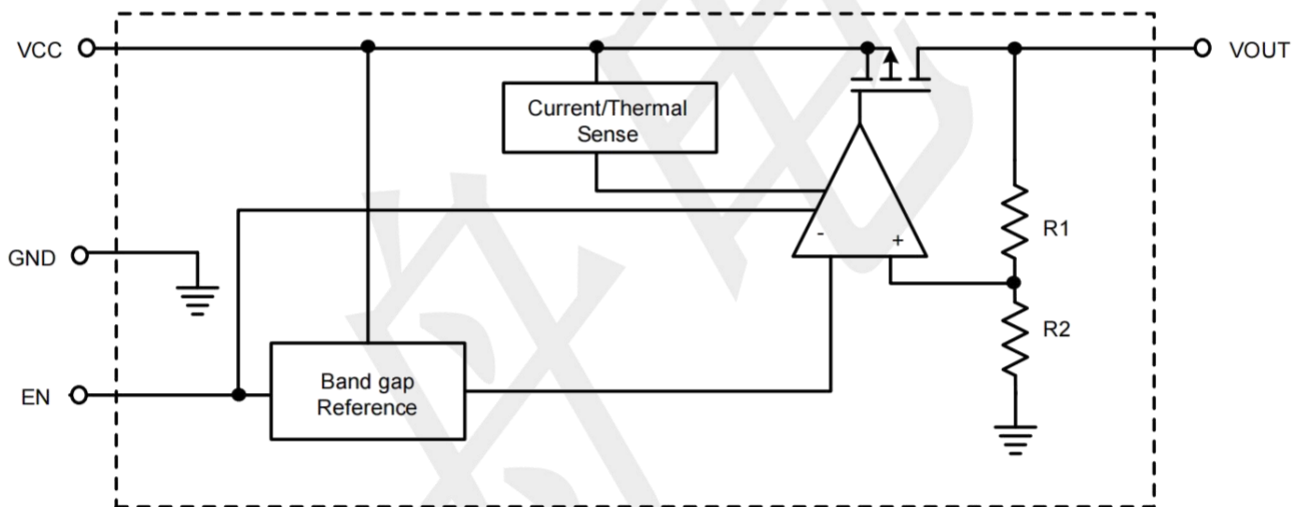 VCC
VOUT
Current/Thermal
Sense
-
+
R1
GND
R2
EN
Band gap
Reference